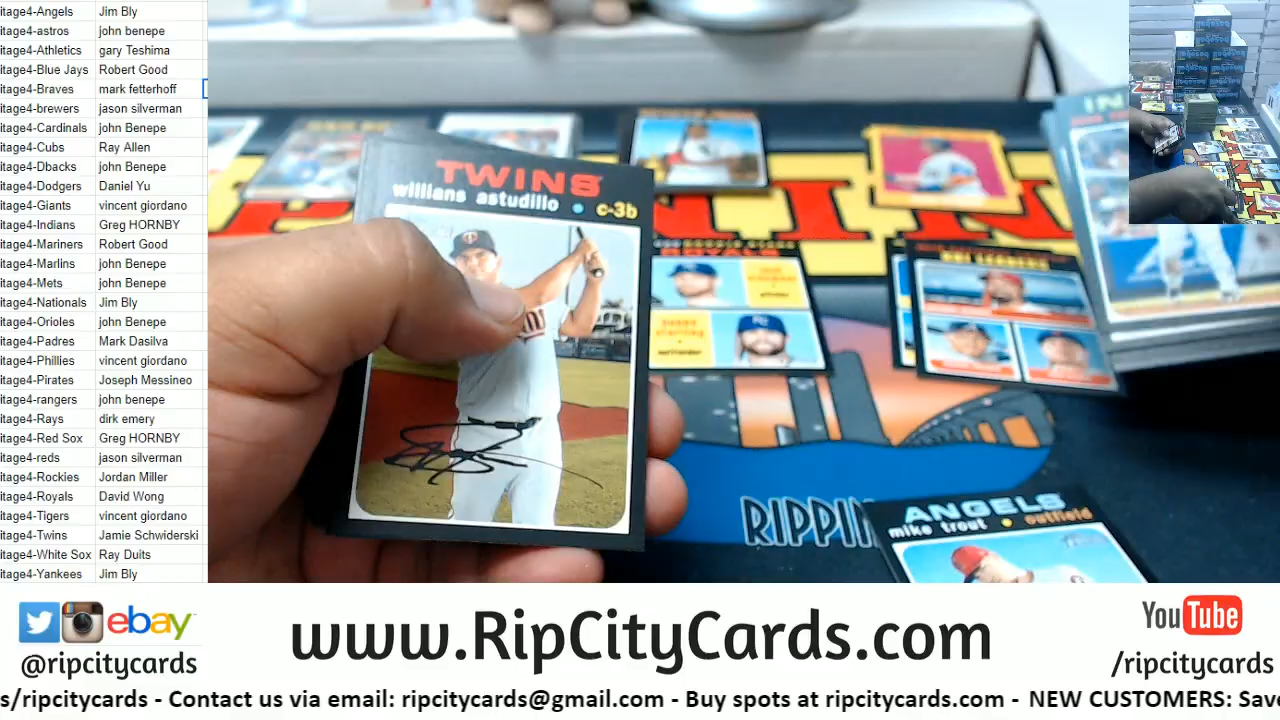 itage4-Angels Jim Bly
itage4-astros john benepe
itage4-Athletics gary Teshima
itage4-Blue Jays Robert Good
itage4-Braves mark fetterhoff
itage4-brewers jason silverman
itage4-Cardinals john Benepe
itage4-Cubs Ray Allen
itage4-Dbacks john Benepe
itage4-Dodgers Daniel Yu
itage4-Giants vincent giordano
itage4-Indians Greg HORNBY
itage4-Mariners Robert Good
itage4-Marlins john Benepe
itage4-Mets john Benepe
itage4-Nationals Jim Bly
itage4-Orioles john Benepe
itage4-Padres Mark Dasilva
itage4-Phillies vincent giordano
itage4-Pirates Joseph Messineo
itage4-rangers john benepe
itage4-Rays dirk emery
itage4-Red Sox Greg HORNBY
itage4-reds jason silverman
itage4-Rockies Jordan Miller
itage4-Royals David Wong
itage4-Tigers vincent giordano
itage4-Twins Jamie Schwiderski
itage4-White Sox Ray Duits
itage4-Yankees Jim Bly
TWINS
willians astudillo • c-3b
ROYALS
IN
RIPPIN
ANGELS
mike trout • outfield
ebay
@ripcitycards
www.RipCityCards.com
YouTube
/ripcitycards
s/ripcitycards - Contact us via email: ripcitycards@gmail.com - Buy spots at ripcitycards.com - NEW CUSTOMERS: Save